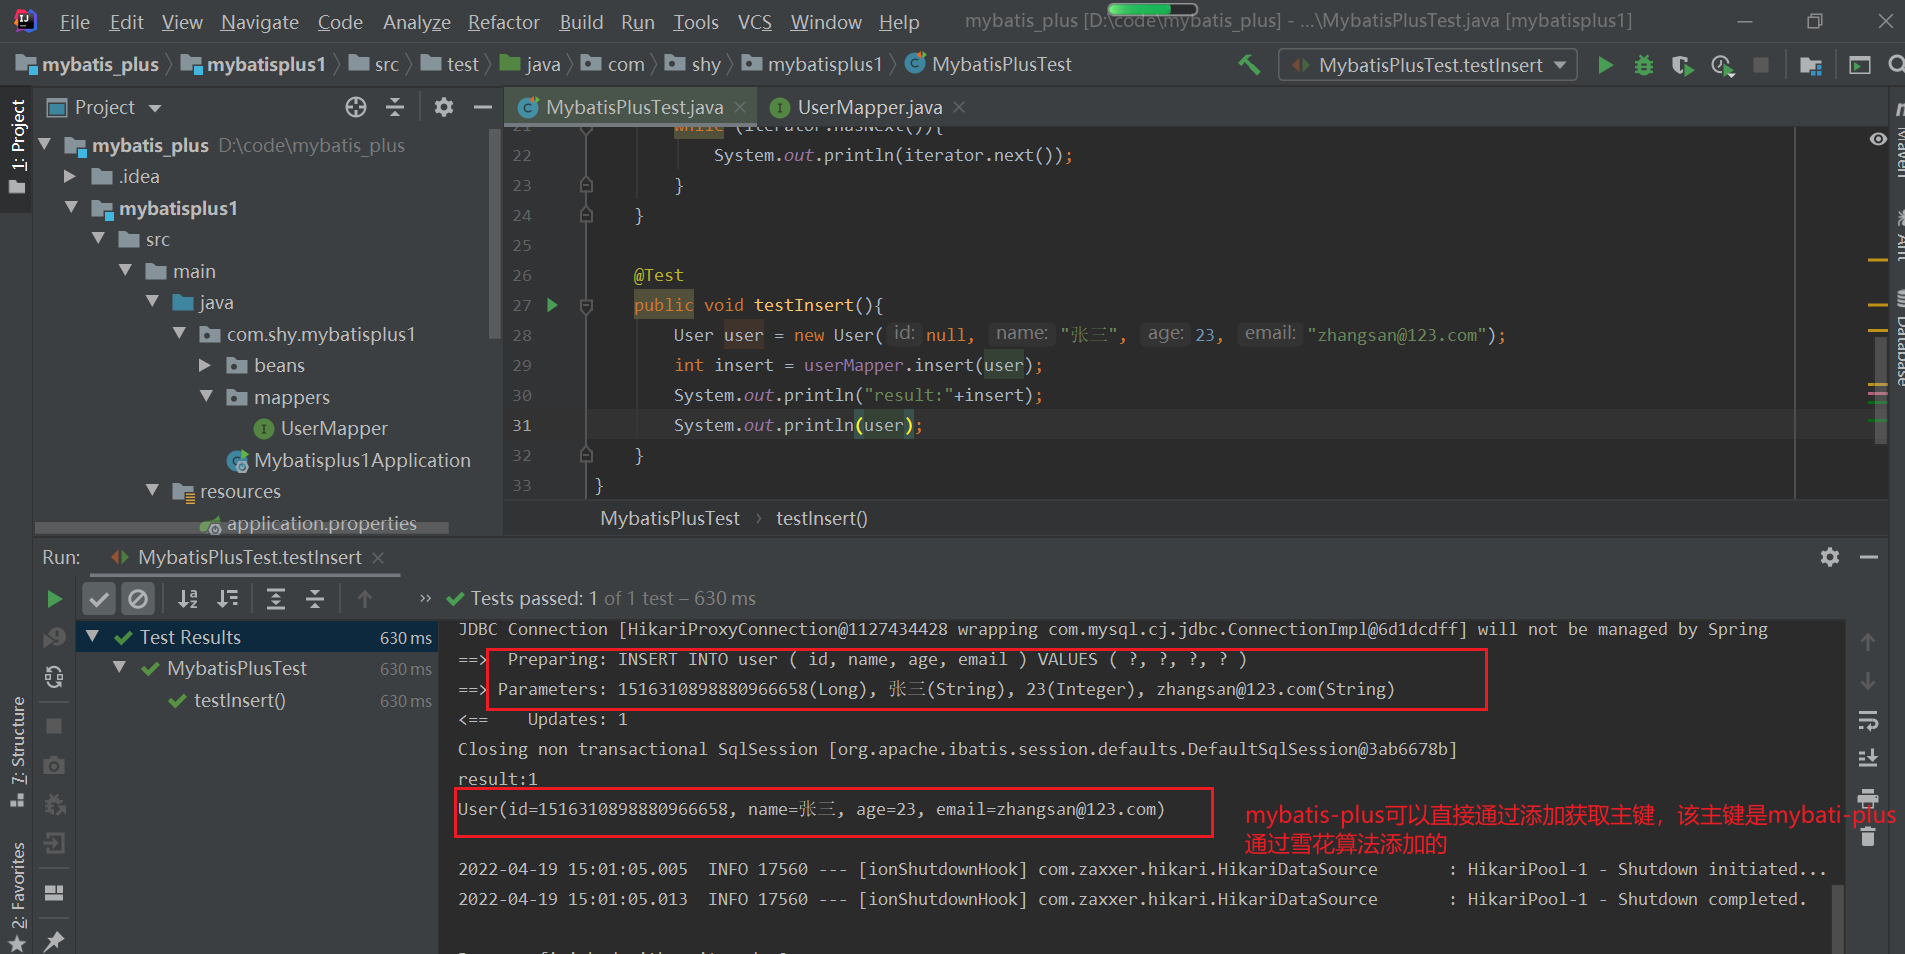 File Edit View Navigate Code Analyze Refactor Build Run Tools VCS Window Help mybatis_plus [D:\code\mybatis_plus] - ...\MybatisPlusTest.java [mybatisplus1]
mybatis_plus mybatisplus1 src test java com shy mybatisplus1 MybatisPlusTest MybatisPlusTest.testInsert
1: Project
Project
mybatis_plus D:\code\mybatis_plus
.idea
mybatisplus1
src
main
java
com.shy.mybatisplus1
beans
mappers
UserMapper
Mybatisplus1Application
resources
application.properties
MybatisPlusTest.java UserMapper.java
21 while (iterator.hasNext()){
22 System.out.println(iterator.next());
23 }
24 }
25
26 @Test
27 public void testInsert(){
28 User user = new User( id: null, name: "张三", age: 23, email: "zhangsan@123.com");
29 int insert = userMapper.insert(user);
30 System.out.println("result:"+insert);
31 System.out.println(user);
32 }
33 }
MybatisPlusTest › testInsert()
Maven
Ant
Database
Run: MybatisPlusTest.testInsert
» Tests passed: 1 of 1 test – 630 ms
Test Results 630 ms
MybatisPlusTest 630 ms
testInsert() 630 ms
7: Structure
2: Favorites
JDBC Connection [HikariProxyConnection@1127434428 wrapping com.mysql.cj.jdbc.ConnectionImpl@6d1dcdff] will not be managed by Spring
==>  Preparing: INSERT INTO user ( id, name, age, email ) VALUES ( ?, ?, ?, ? )
==> Parameters: 1516310898880966658(Long), 张三(String), 23(Integer), zhangsan@123.com(String)
<==    Updates: 1
Closing non transactional SqlSession [org.apache.ibatis.session.defaults.DefaultSqlSession@3ab6678b]
result:1
User(id=1516310898880966658, name=张三, age=23, email=zhangsan@123.com)
mybatis-plus可以直接通过添加获取主键，该主键是mybati-plus
通过雪花算法添加的
2022-04-19 15:01:05.005  INFO 17560 --- [ionShutdownHook] com.zaxxer.hikari.HikariDataSource       : HikariPool-1 - Shutdown initiated...
2022-04-19 15:01:05.013  INFO 17560 --- [ionShutdownHook] com.zaxxer.hikari.HikariDataSource       : HikariPool-1 - Shutdown completed.